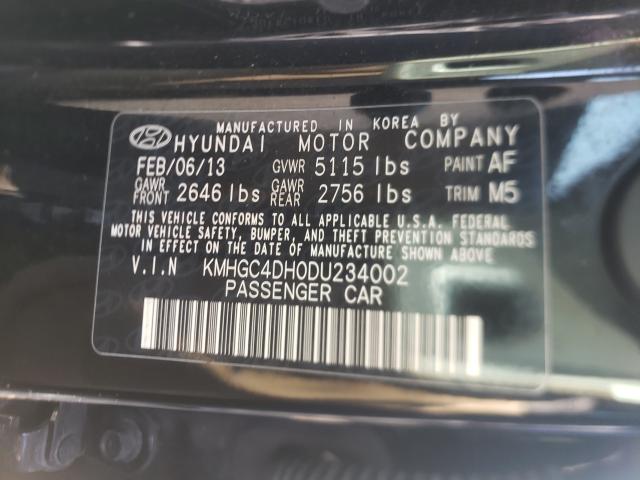 MANUFACTURED IN KOREA BY
HYUNDAI MOTOR COMPANY
FEB/06/13 GVWR 5115 lbs PAINT AF
GAWR FRONT 2646 lbs GAWR REAR 2756 lbs TRIM M5
THIS VEHICLE CONFORMS TO ALL APPLICABLE U.S.A. FEDERAL
MOTOR VEHICLE SAFETY, BUMPER, AND THEFT PREVENTION STANDARDS
IN EFFECT ON THE DATE OF MANUFACTURE SHOWN ABOVE
V.I.N KMHGC4DH0DU234002
PASSENGER CAR